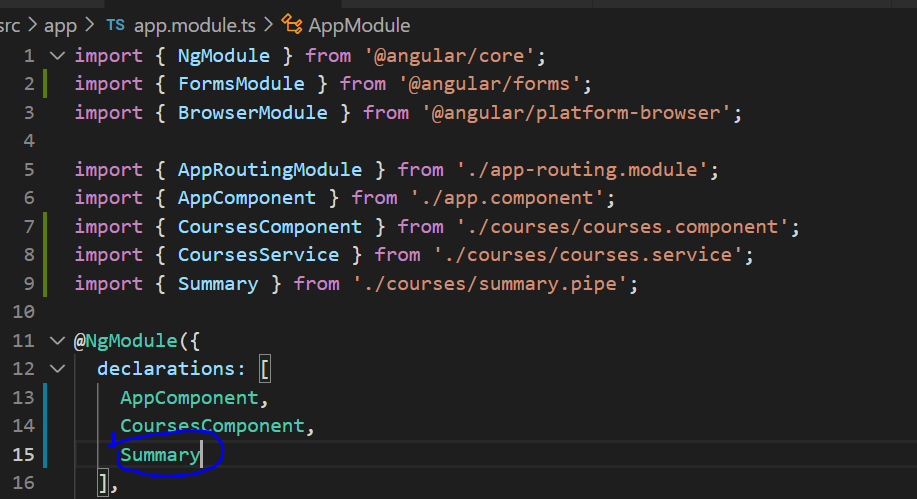 src > app > TS app.module.ts > AppModule
1 import { NgModule } from '@angular/core';
2 import { FormsModule } from '@angular/forms';
3 import { BrowserModule } from '@angular/platform-browser';
4
5 import { AppRoutingModule } from './app-routing.module';
6 import { AppComponent } from './app.component';
7 import { CoursesComponent } from './courses/courses.component';
8 import { CoursesService } from './courses/courses.service';
9 import { Summary } from './courses/summary.pipe';
10
11 @NgModule({
12 declarations: [
13 AppComponent,
14 CoursesComponent,
15 Summary
16 ],